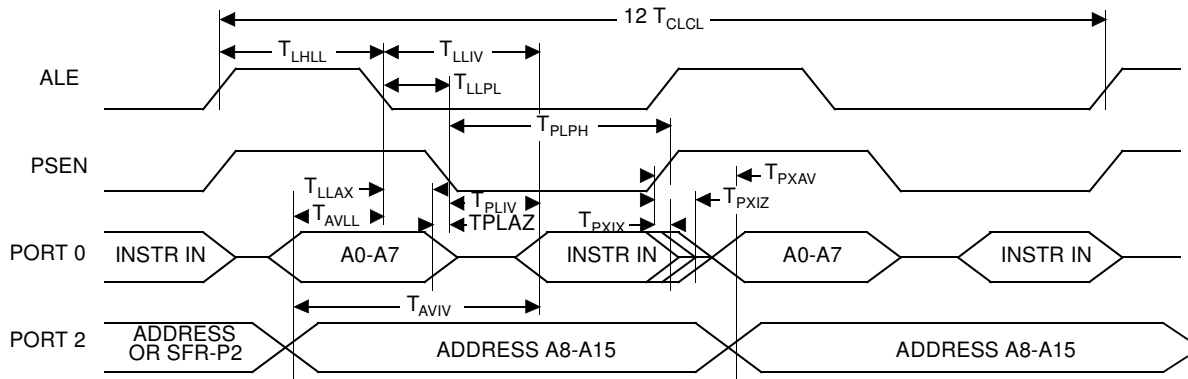 12 TCLCL
TLHLL
TLLIV
ALE
TLLPL
TPLPH
PSEN
TPXAV
TLLAX
TPLIV
TPXIZ
TAVLL
TPLAZ
TPXIX
PORT 0
INSTR IN
A0-A7
INSTR IN
A0-A7
INSTR IN
TAVIV
PORT 2
ADDRESS
OR SFR-P2
ADDRESS A8-A15
ADDRESS A8-A15